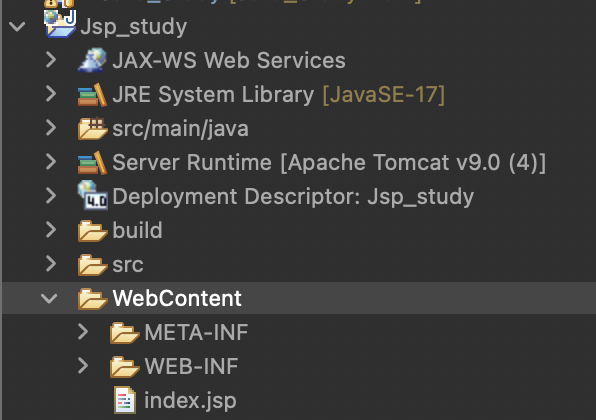 Jsp_study
JAX-WS Web Services
JRE System Library [JavaSE-17]
src/main/java
Server Runtime [Apache Tomcat v9.0 (4)]
4.0 Deployment Descriptor: Jsp_study
build
src
WebContent
META-INF
WEB-INF
index.jsp